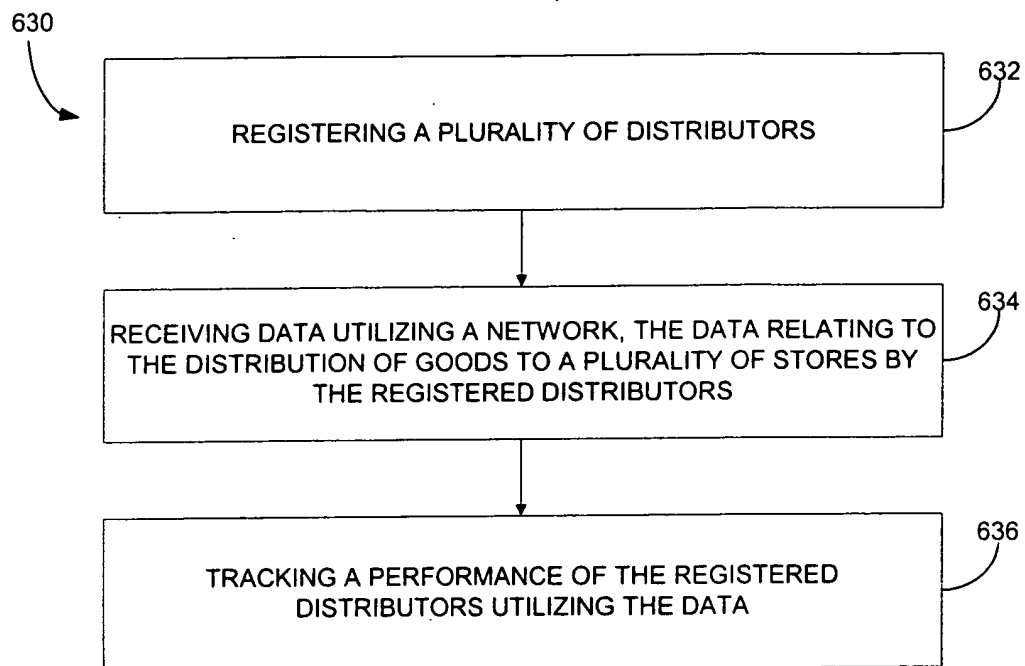 630
632
REGISTERING A PLURALITY OF DISTRIBUTORS
634
RECEIVING DATA UTILIZING A NETWORK, THE DATA RELATING TO
THE DISTRIBUTION OF GOODS TO A PLURALITY OF STORES BY
THE REGISTERED DISTRIBUTORS
636
TRACKING A PERFORMANCE OF THE REGISTERED
DISTRIBUTORS UTILIZING THE DATA